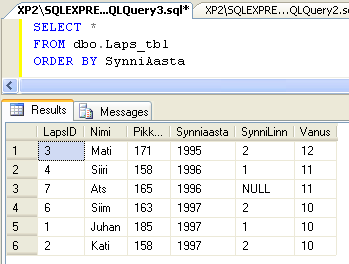 XP2\SQLEXPRE...QLQuery3.sql* XP2\SQLEXPRE...QLQuery2.s
SELECT *
FROM dbo.Laps_tbl
ORDER BY SynniAasta
Results Messages
LapsID Nimi Pikk... Synniaasta SynniLinn Vanus
1 3 Mati 171 1995 2 12
2 4 Siiri 158 1996 1 11
3 7 Ats 165 1996 NULL 11
4 6 Siim 163 1997 2 10
5 1 Juhan 185 1997 1 10
6 2 Kati 158 1997 2 10